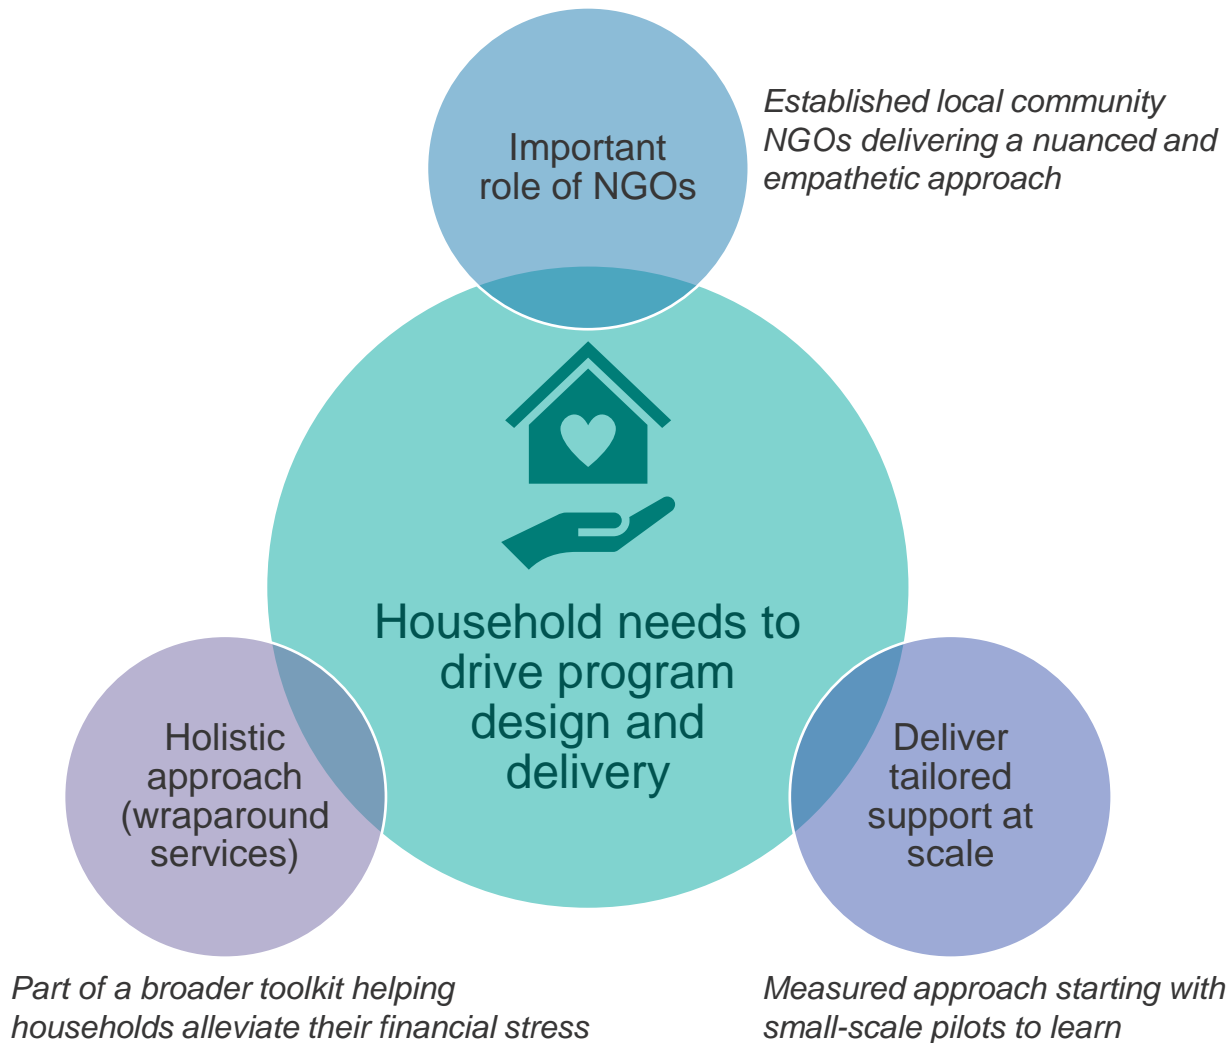 Important
role of NGOs
Established local community
NGOs delivering a nuanced and
empathetic approach
Household needs to
drive program
design and
delivery
Holistic
approach
(wraparound
services)
Part of a broader toolkit helping
households alleviate their financial stress
Deliver
tailored
support at
scale
Measured approach starting with
small-scale pilots to learn